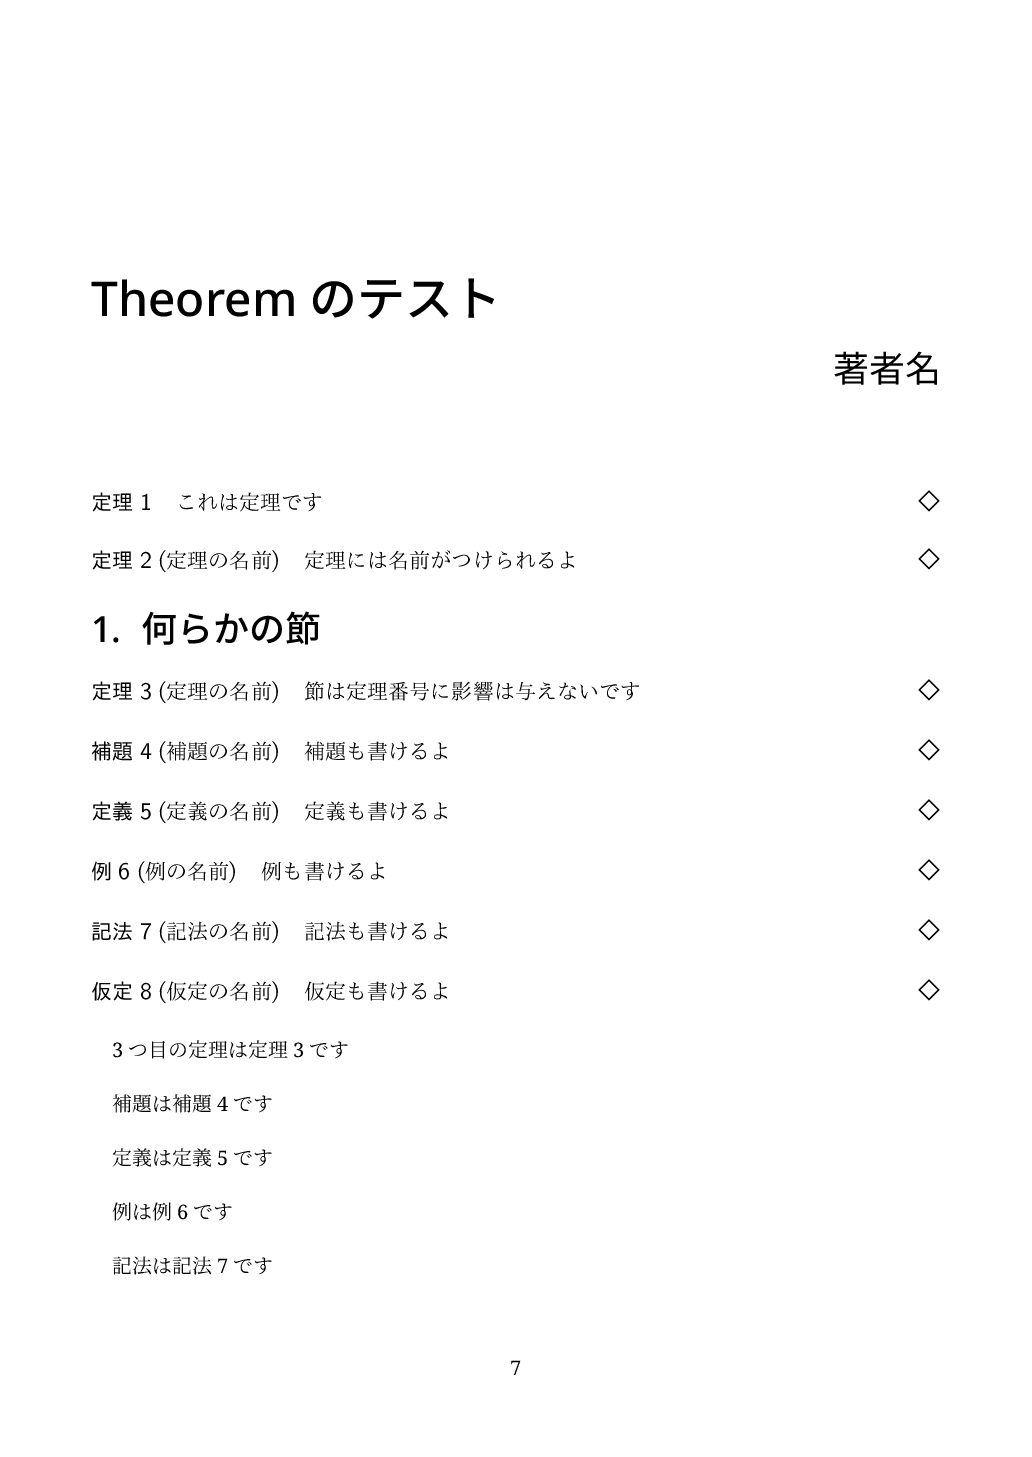 Theorem のテスト
著者名
定理 1　これは定理です ◇
定理 2 (定理の名前)　定理には名前がつけられるよ ◇
1. 何らかの節
定理 3 (定理の名前)　節は定理番号に影響は与えないです ◇
補題 4 (補題の名前)　補題も書けるよ ◇
定義 5 (定義の名前)　定義も書けるよ ◇
例 6 (例の名前)　例も書けるよ ◇
記法 7 (記法の名前)　記法も書けるよ ◇
仮定 8 (仮定の名前)　仮定も書けるよ ◇
3 つ目の定理は定理 3 です
補題は補題 4 です
定義は定義 5 です
例は例 6 です
記法は記法 7 です
7